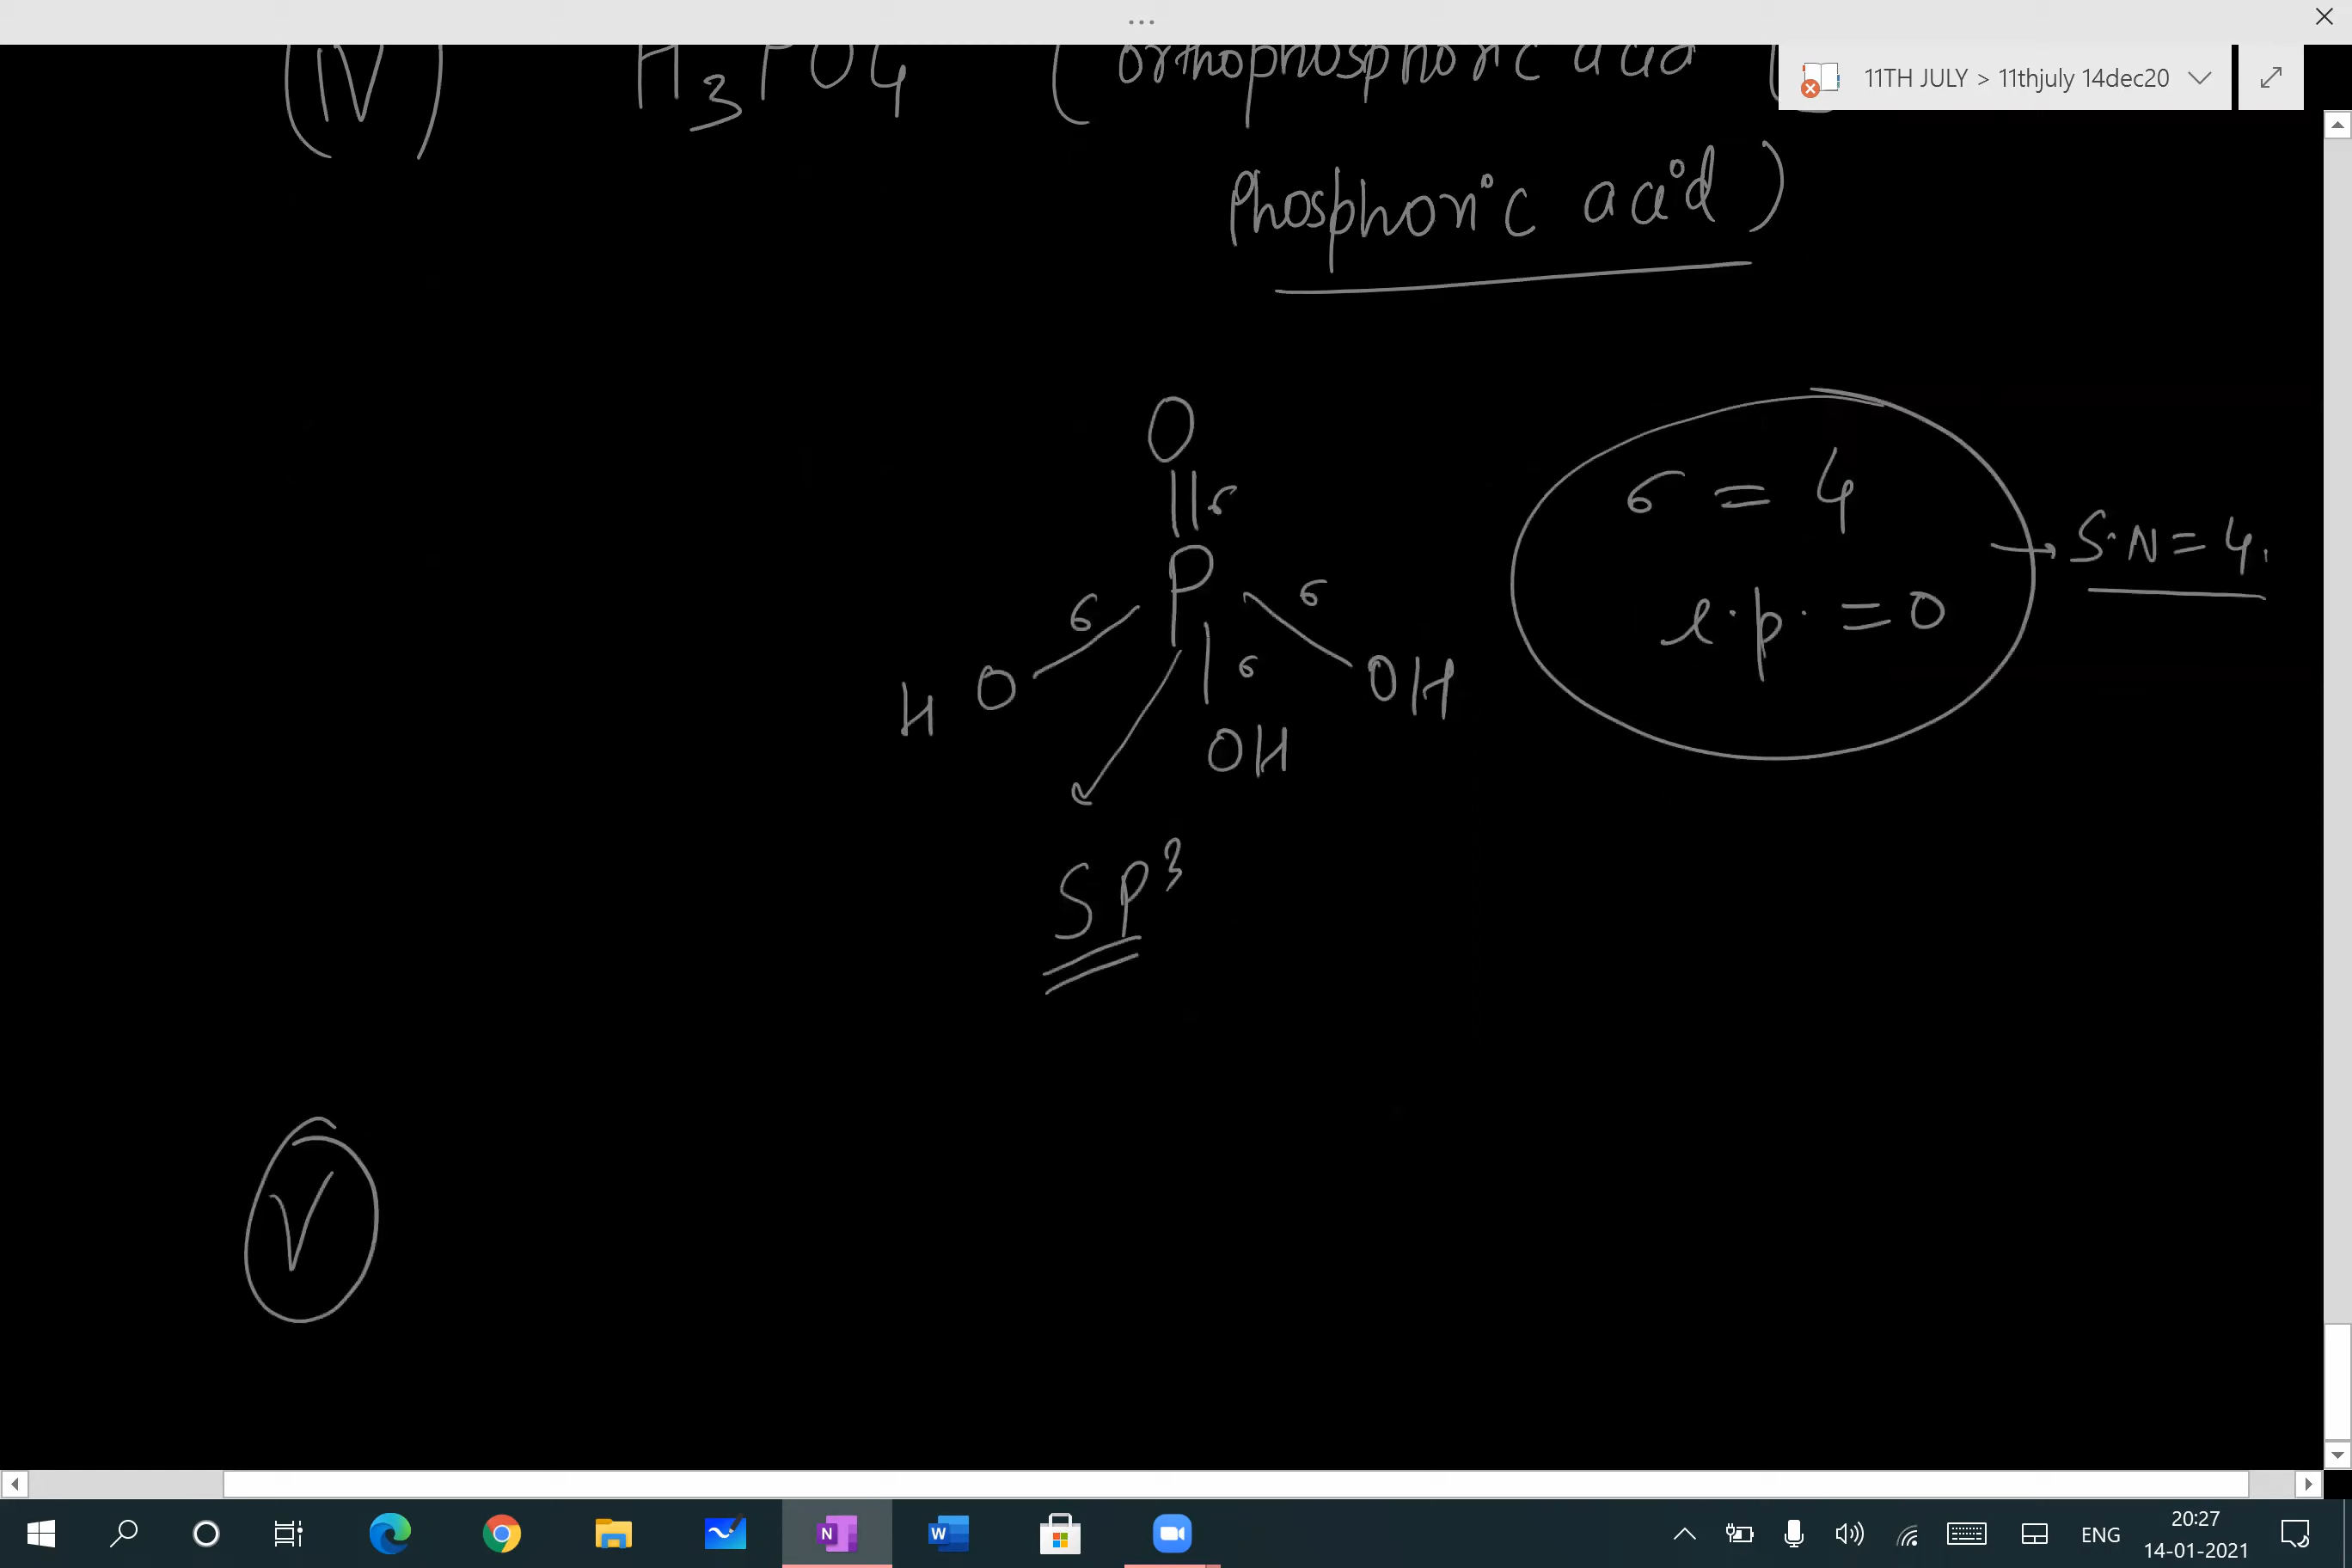 11TH JULY > 11thjuly 14dec20
(IV) H3PO4 (orthophosphoric acid
Phosphoric acid)
O
σ
P
σ σ σ
H O OH
OH
SP³
σ = 4
l.p. = 0
→ S.N = 4.
V
ENG
20:27
14-01-2021